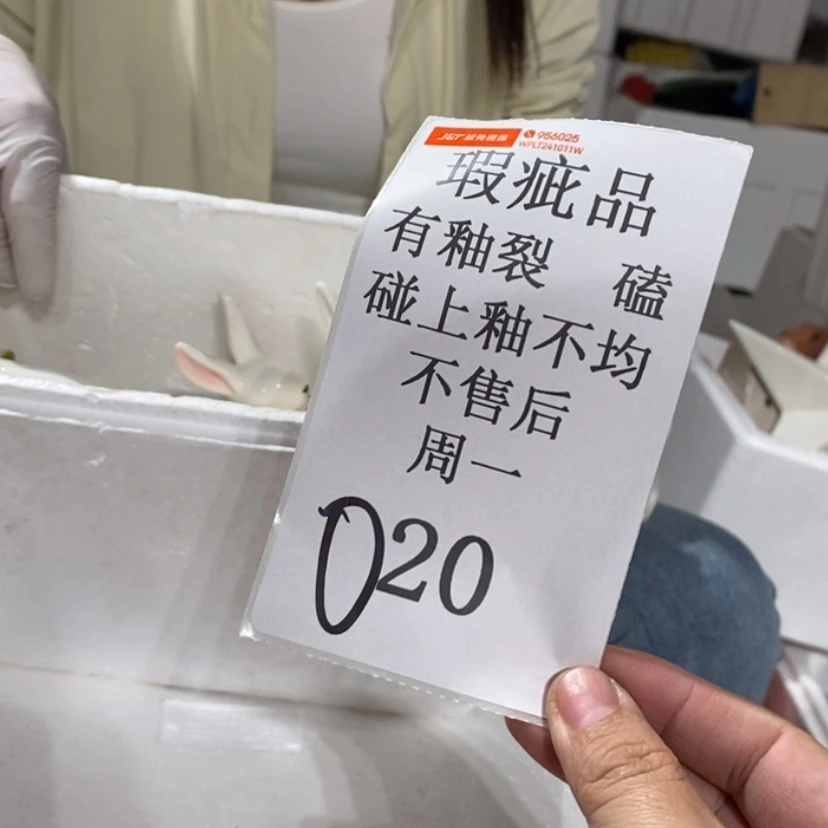 J&T 极兔速递
956025
WPLT241011W
瑕疵品
有釉裂 磕
碰上釉不均
不售后
周一
020